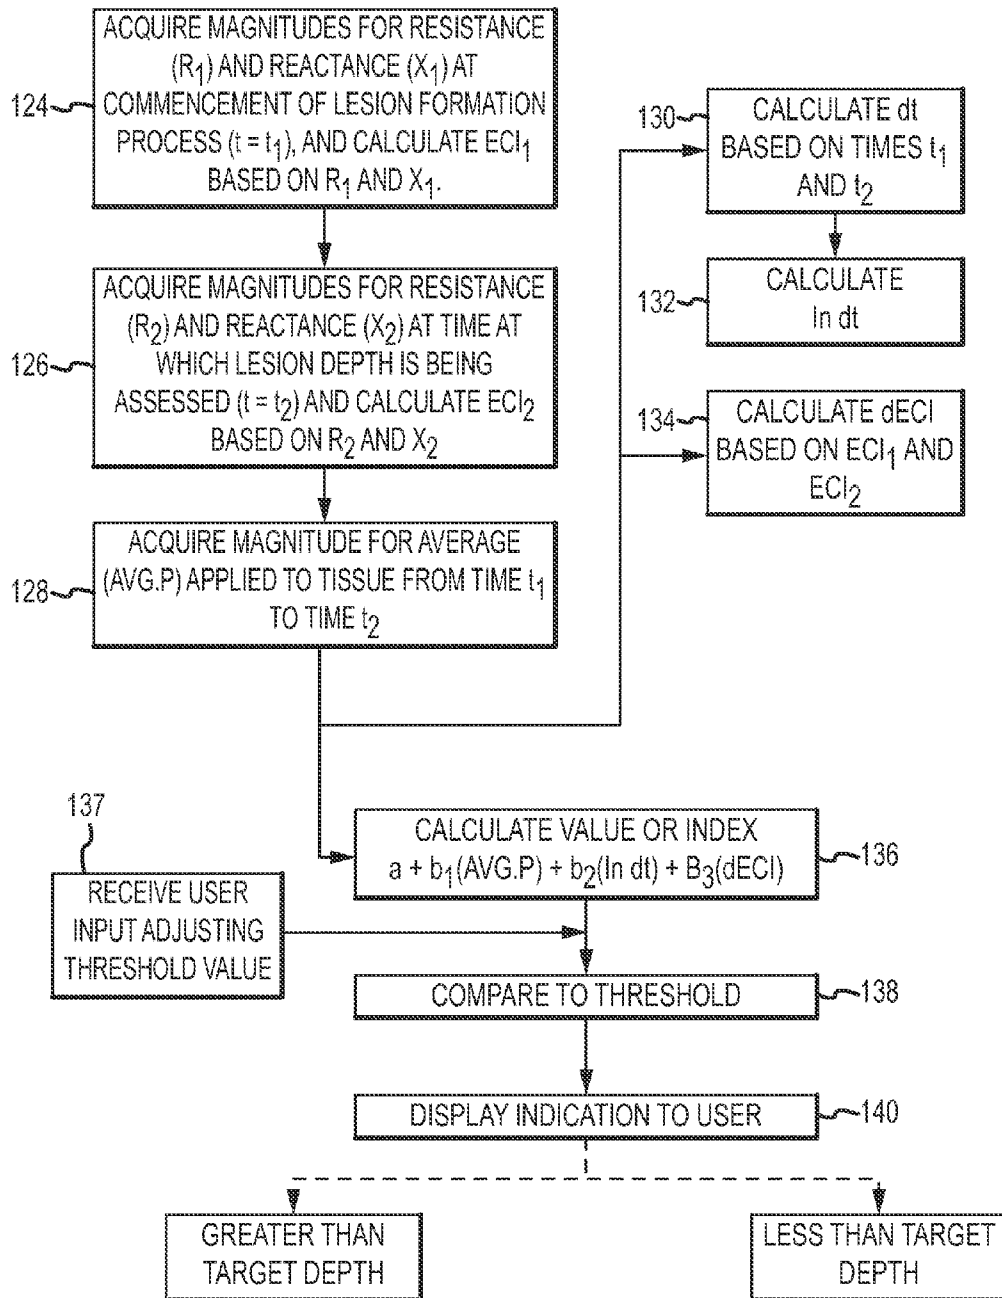 124
ACQUIRE MAGNITUDES FOR RESISTANCE
(R₁) AND REACTANCE (X₁) AT
COMMENCEMENT OF LESION FORMATION
PROCESS (t = t₁), AND CALCULATE ECI₁
BASED ON R₁ AND X₁.
126
ACQUIRE MAGNITUDES FOR RESISTANCE
(R₂) AND REACTANCE (X₂) AT TIME AT
WHICH LESION DEPTH IS BEING
ASSESSED (t = t₂) AND CALCULATE ECI₂
BASED ON R₂ AND X₂
128
ACQUIRE MAGNITUDE FOR AVERAGE
(AVG.P) APPLIED TO TISSUE FROM TIME t₁
TO TIME t₂
130
CALCULATE dt
BASED ON TIMES t₁
AND t₂
132
CALCULATE
ln dt
134
CALCULATE dECI
BASED ON ECI₁ AND
ECI₂
CALCULATE VALUE OR INDEX
a + b₁(AVG.P) + b₂(ln dt) + B₃(dECI)
136
137
RECEIVE USER
INPUT ADJUSTING
THRESHOLD VALUE
COMPARE TO THRESHOLD
138
DISPLAY INDICATION TO USER
140
GREATER THAN
TARGET DEPTH
LESS THAN TARGET
DEPTH